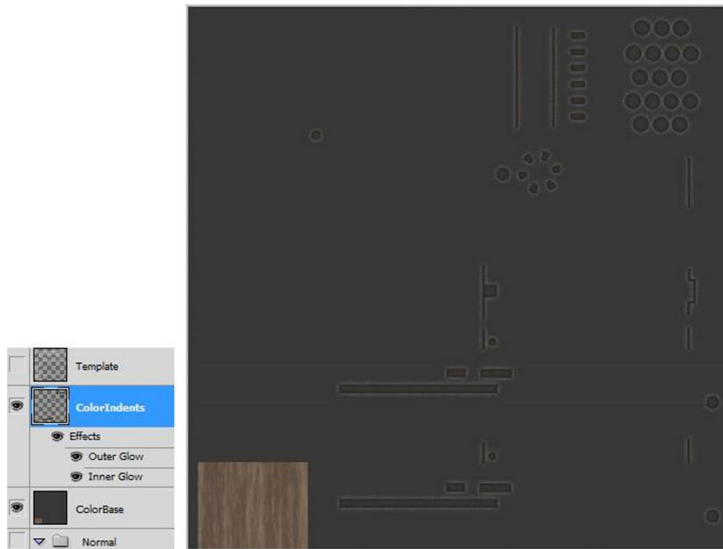 Template
ColorIndents
Effects
Outer Glow
Inner Glow
ColorBase
Normal